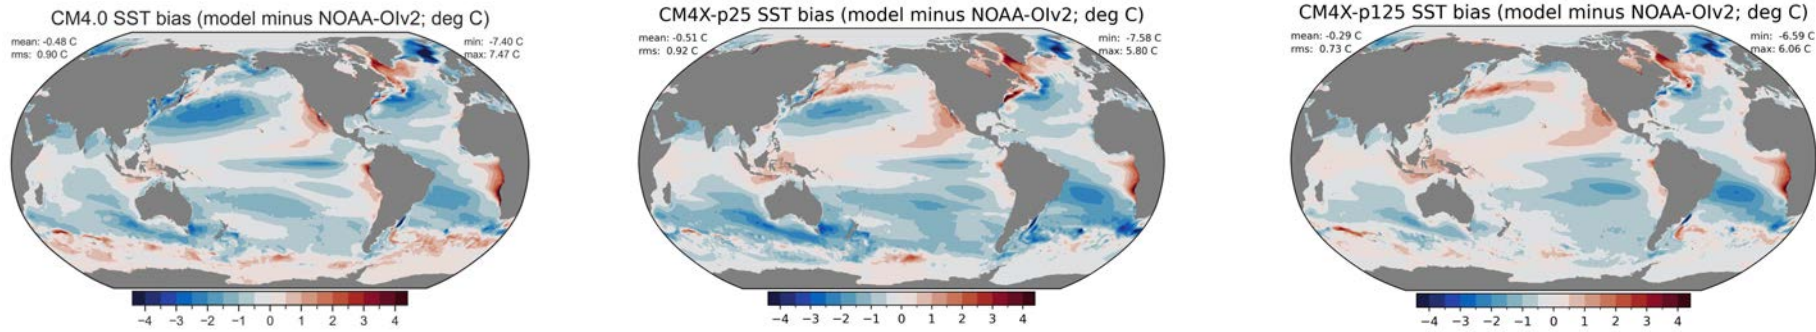 CM4.0 SST bias (model minus NOAA-OIv2; deg C)
mean: -0.48 C
rms: 0.90 C
min: -7.40 C
max: 7.47 C
−4 −3 −2 −1 0 1 2 3 4
CM4X-p25 SST bias (model minus NOAA-OIv2; deg C)
mean: -0.51 C
rms: 0.92 C
min: -7.58 C
max: 5.80 C
−4 −3 −2 −1 0 1 2 3 4
CM4X-p125 SST bias (model minus NOAA-OIv2; deg C)
mean: -0.29 C
rms: 0.73 C
min: -6.59 C
max: 6.06 C
−4 −3 −2 −1 0 1 2 3 4